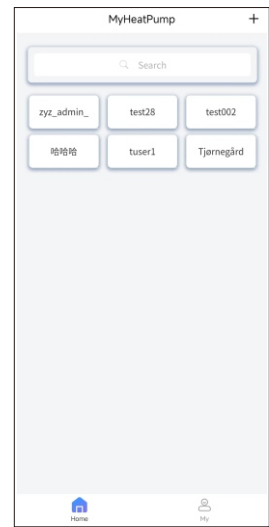 MyHeatPump +
Search
zyz_admin_ test28 test002
哈哈哈 tuser1 Tjørnegård
Home My